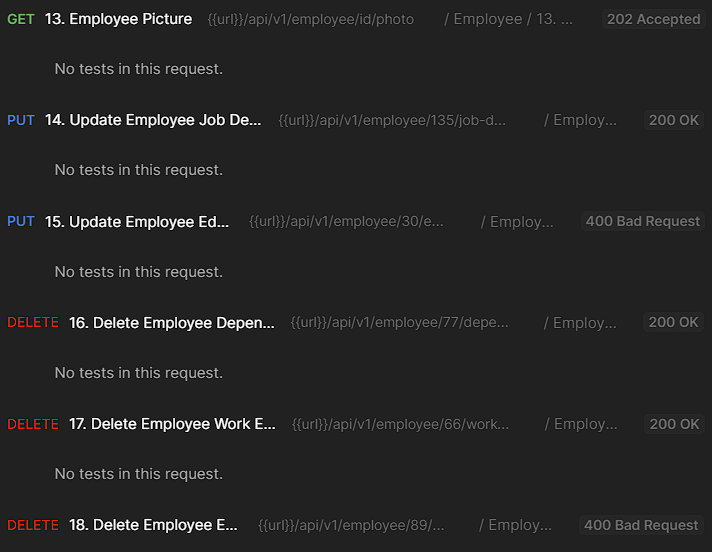 GET 13. Employee Picture {{url}}/api/v1/employee/id/photo / Employee / 13. ... 202 Accepted
No tests in this request.
PUT 14. Update Employee Job De... {{url}}/api/v1/employee/135/job-d... / Employ... 200 OK
No tests in this request.
PUT 15. Update Employee Ed... {{url}}/api/v1/employee/30/e... / Employ... 400 Bad Request
No tests in this request.
DELETE 16. Delete Employee Depen... {{url}}/api/v1/employee/77/depe... / Employ... 200 OK
No tests in this request.
DELETE 17. Delete Employee Work E... {{url}}/api/v1/employee/66/work... / Employ... 200 OK
No tests in this request.
DELETE 18. Delete Employee E... {{url}}/api/v1/employee/89/... / Employ... 400 Bad Request